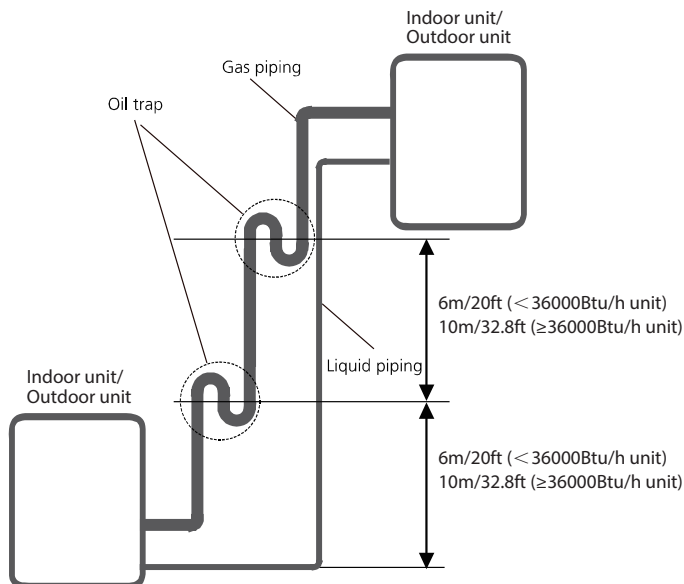 Indoor unit/
Outdoor unit
Gas piping
Oil trap
6m/20ft (＜36000Btu/h unit)
10m/32.8ft (≥36000Btu/h unit)
Liquid piping
Indoor unit/
Outdoor unit
6m/20ft (＜36000Btu/h unit)
10m/32.8ft (≥36000Btu/h unit)